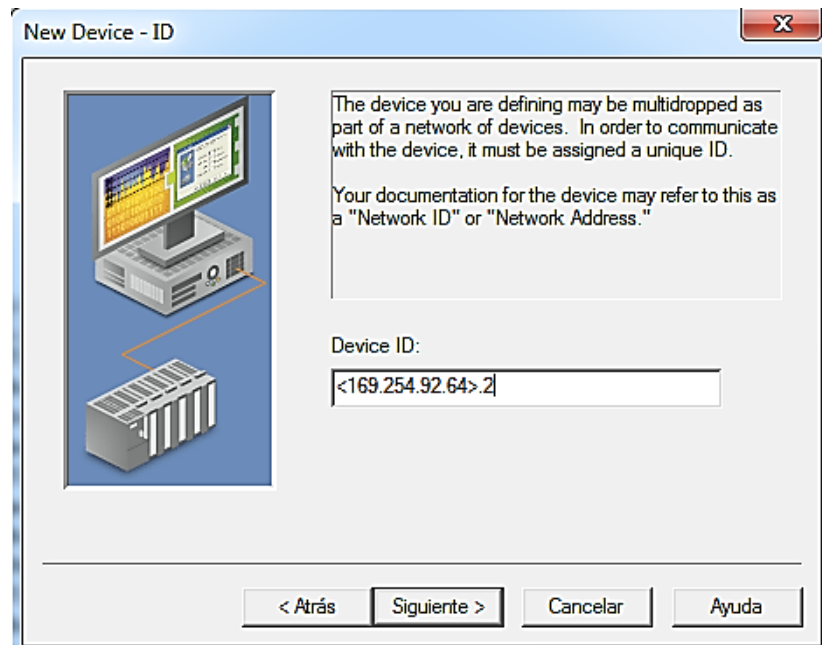 New Device - ID
The device you are defining may be multidropped as
part of a network of devices.  In order to communicate
with the device, it must be assigned a unique ID.
Your documentation for the device may refer to this as
a "Network ID" or "Network Address."
Device ID:
<169.254.92.64>.2
< Atrás
Siguiente >
Cancelar
Ayuda